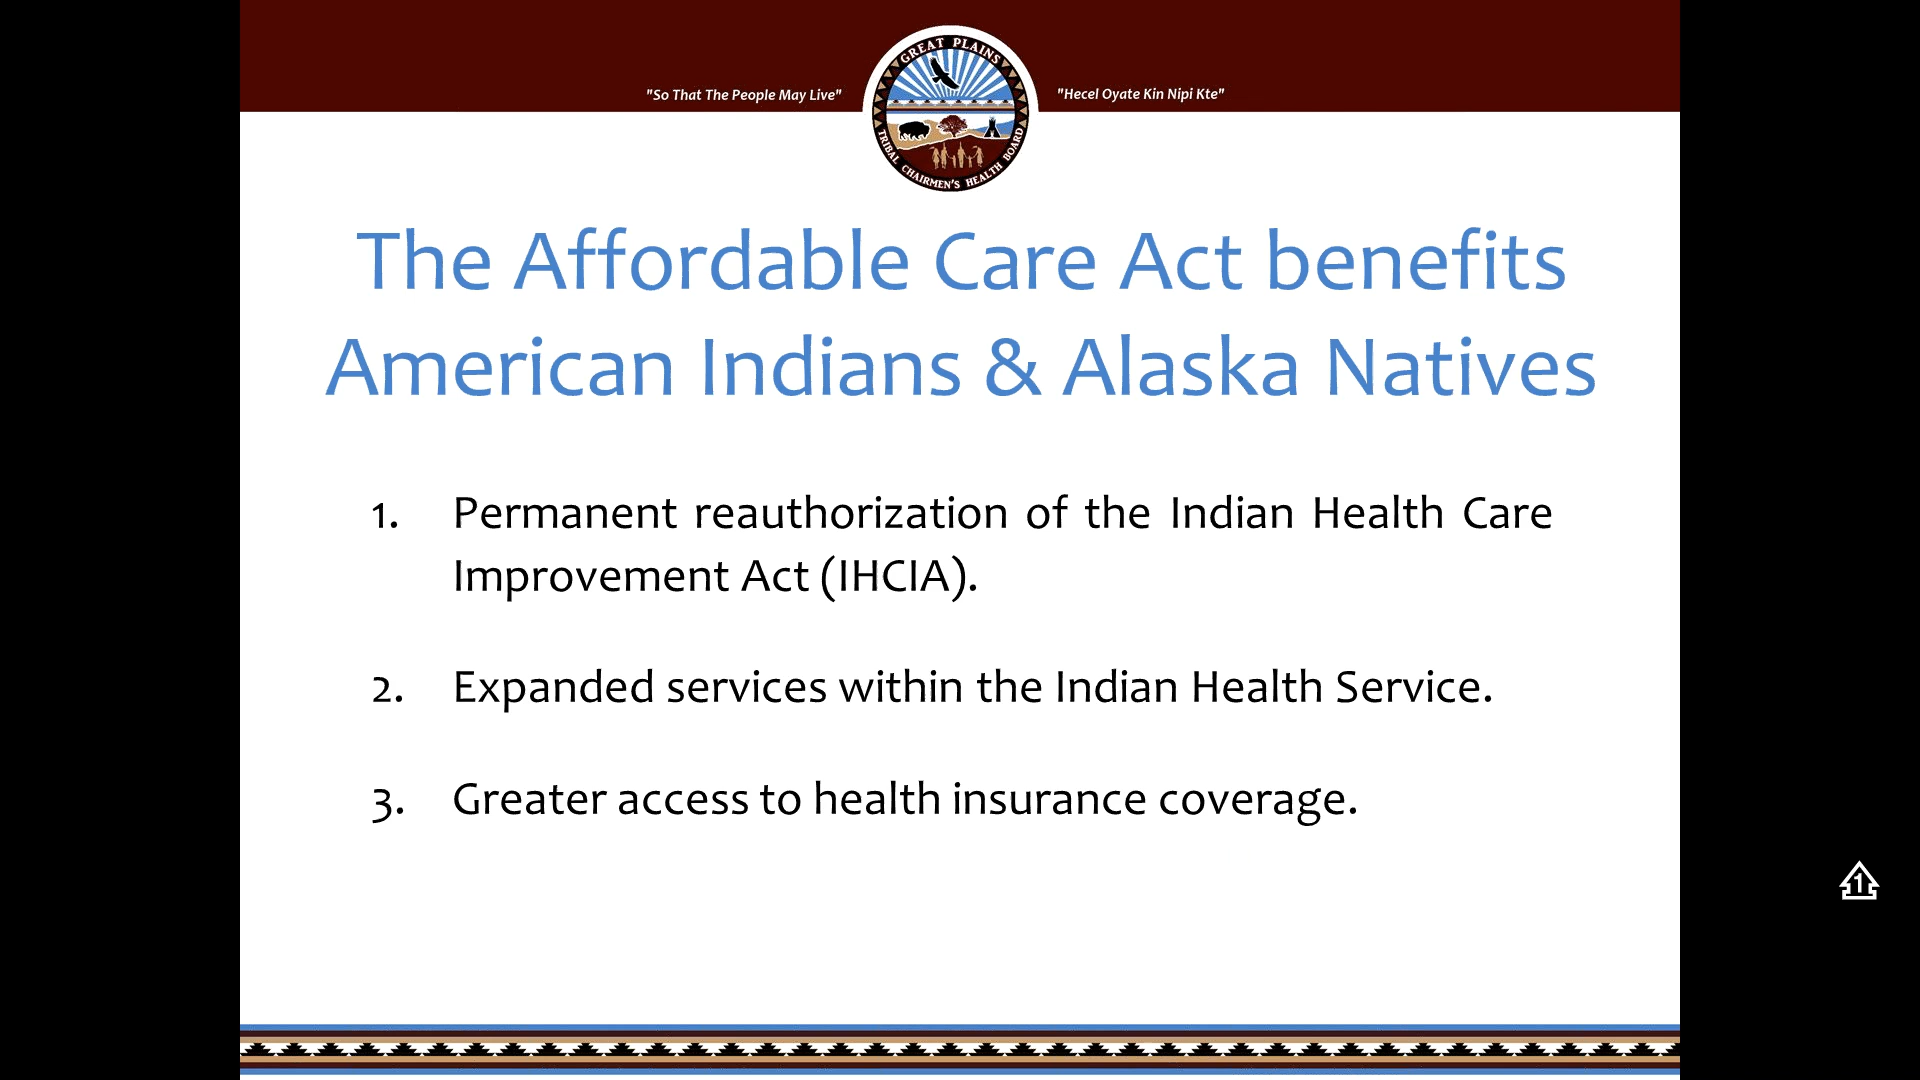 "So That The People May Live"
GREAT PLAINS
TRIBAL CHAIRMEN'S HEALTH BOARD
"Hecel Oyate Kin Nipi Kte"
The Affordable Care Act benefits
American Indians & Alaska Natives
1. Permanent reauthorization of the Indian Health Care
Improvement Act (IHCIA).
2. Expanded services within the Indian Health Service.
3. Greater access to health insurance coverage.
1